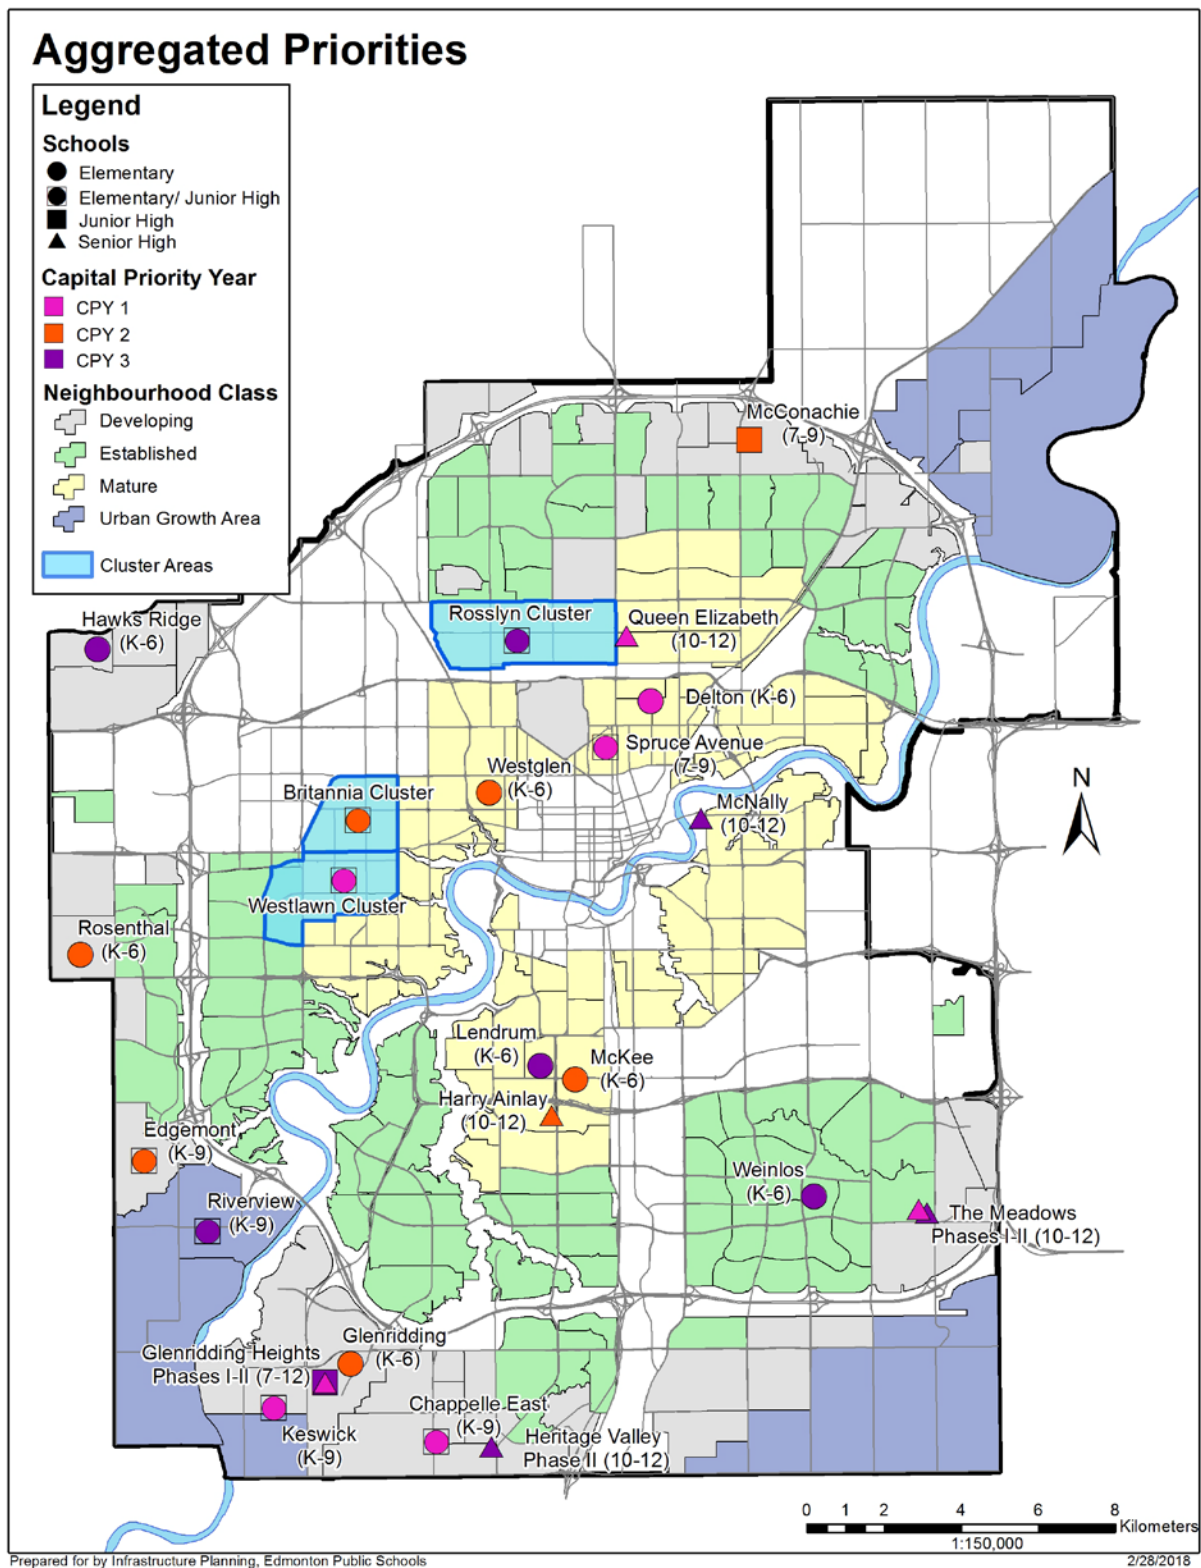 Aggregated Priorities
Legend
Schools
Elementary
Elementary/ Junior High
Junior High
Senior High
Capital Priority Year
CPY 1
CPY 2
CPY 3
Neighbourhood Class
Developing
Established
Mature
Urban Growth Area
Cluster Areas
McConachie
(7-9)
Hawks Ridge
(K-6)
Rosslyn Cluster
Queen Elizabeth
(10-12)
Delton (K-6)
Spruce Avenue
(7-9)
Westglen
(K-6)
Britannia Cluster
McNally
(10-12)
N
Westlawn Cluster
Rosenthal
(K-6)
Lendrum
(K-6)
McKee
(K-6)
Harry Ainlay
(10-12)
Edgemont
(K-9)
Weinlos
(K-6)
Riverview
(K-9)
The Meadows
Phases I-II (10-12)
Glenridding
(K-6)
Glenridding Heights
Phases I-II (7-12)
Chappelle East
(K-9)
Keswick
(K-9)
Heritage Valley
Phase II (10-12)
0 1 2 4 6 8
Kilometers
1:150,000
Prepared for by Infrastructure Planning, Edmonton Public Schools